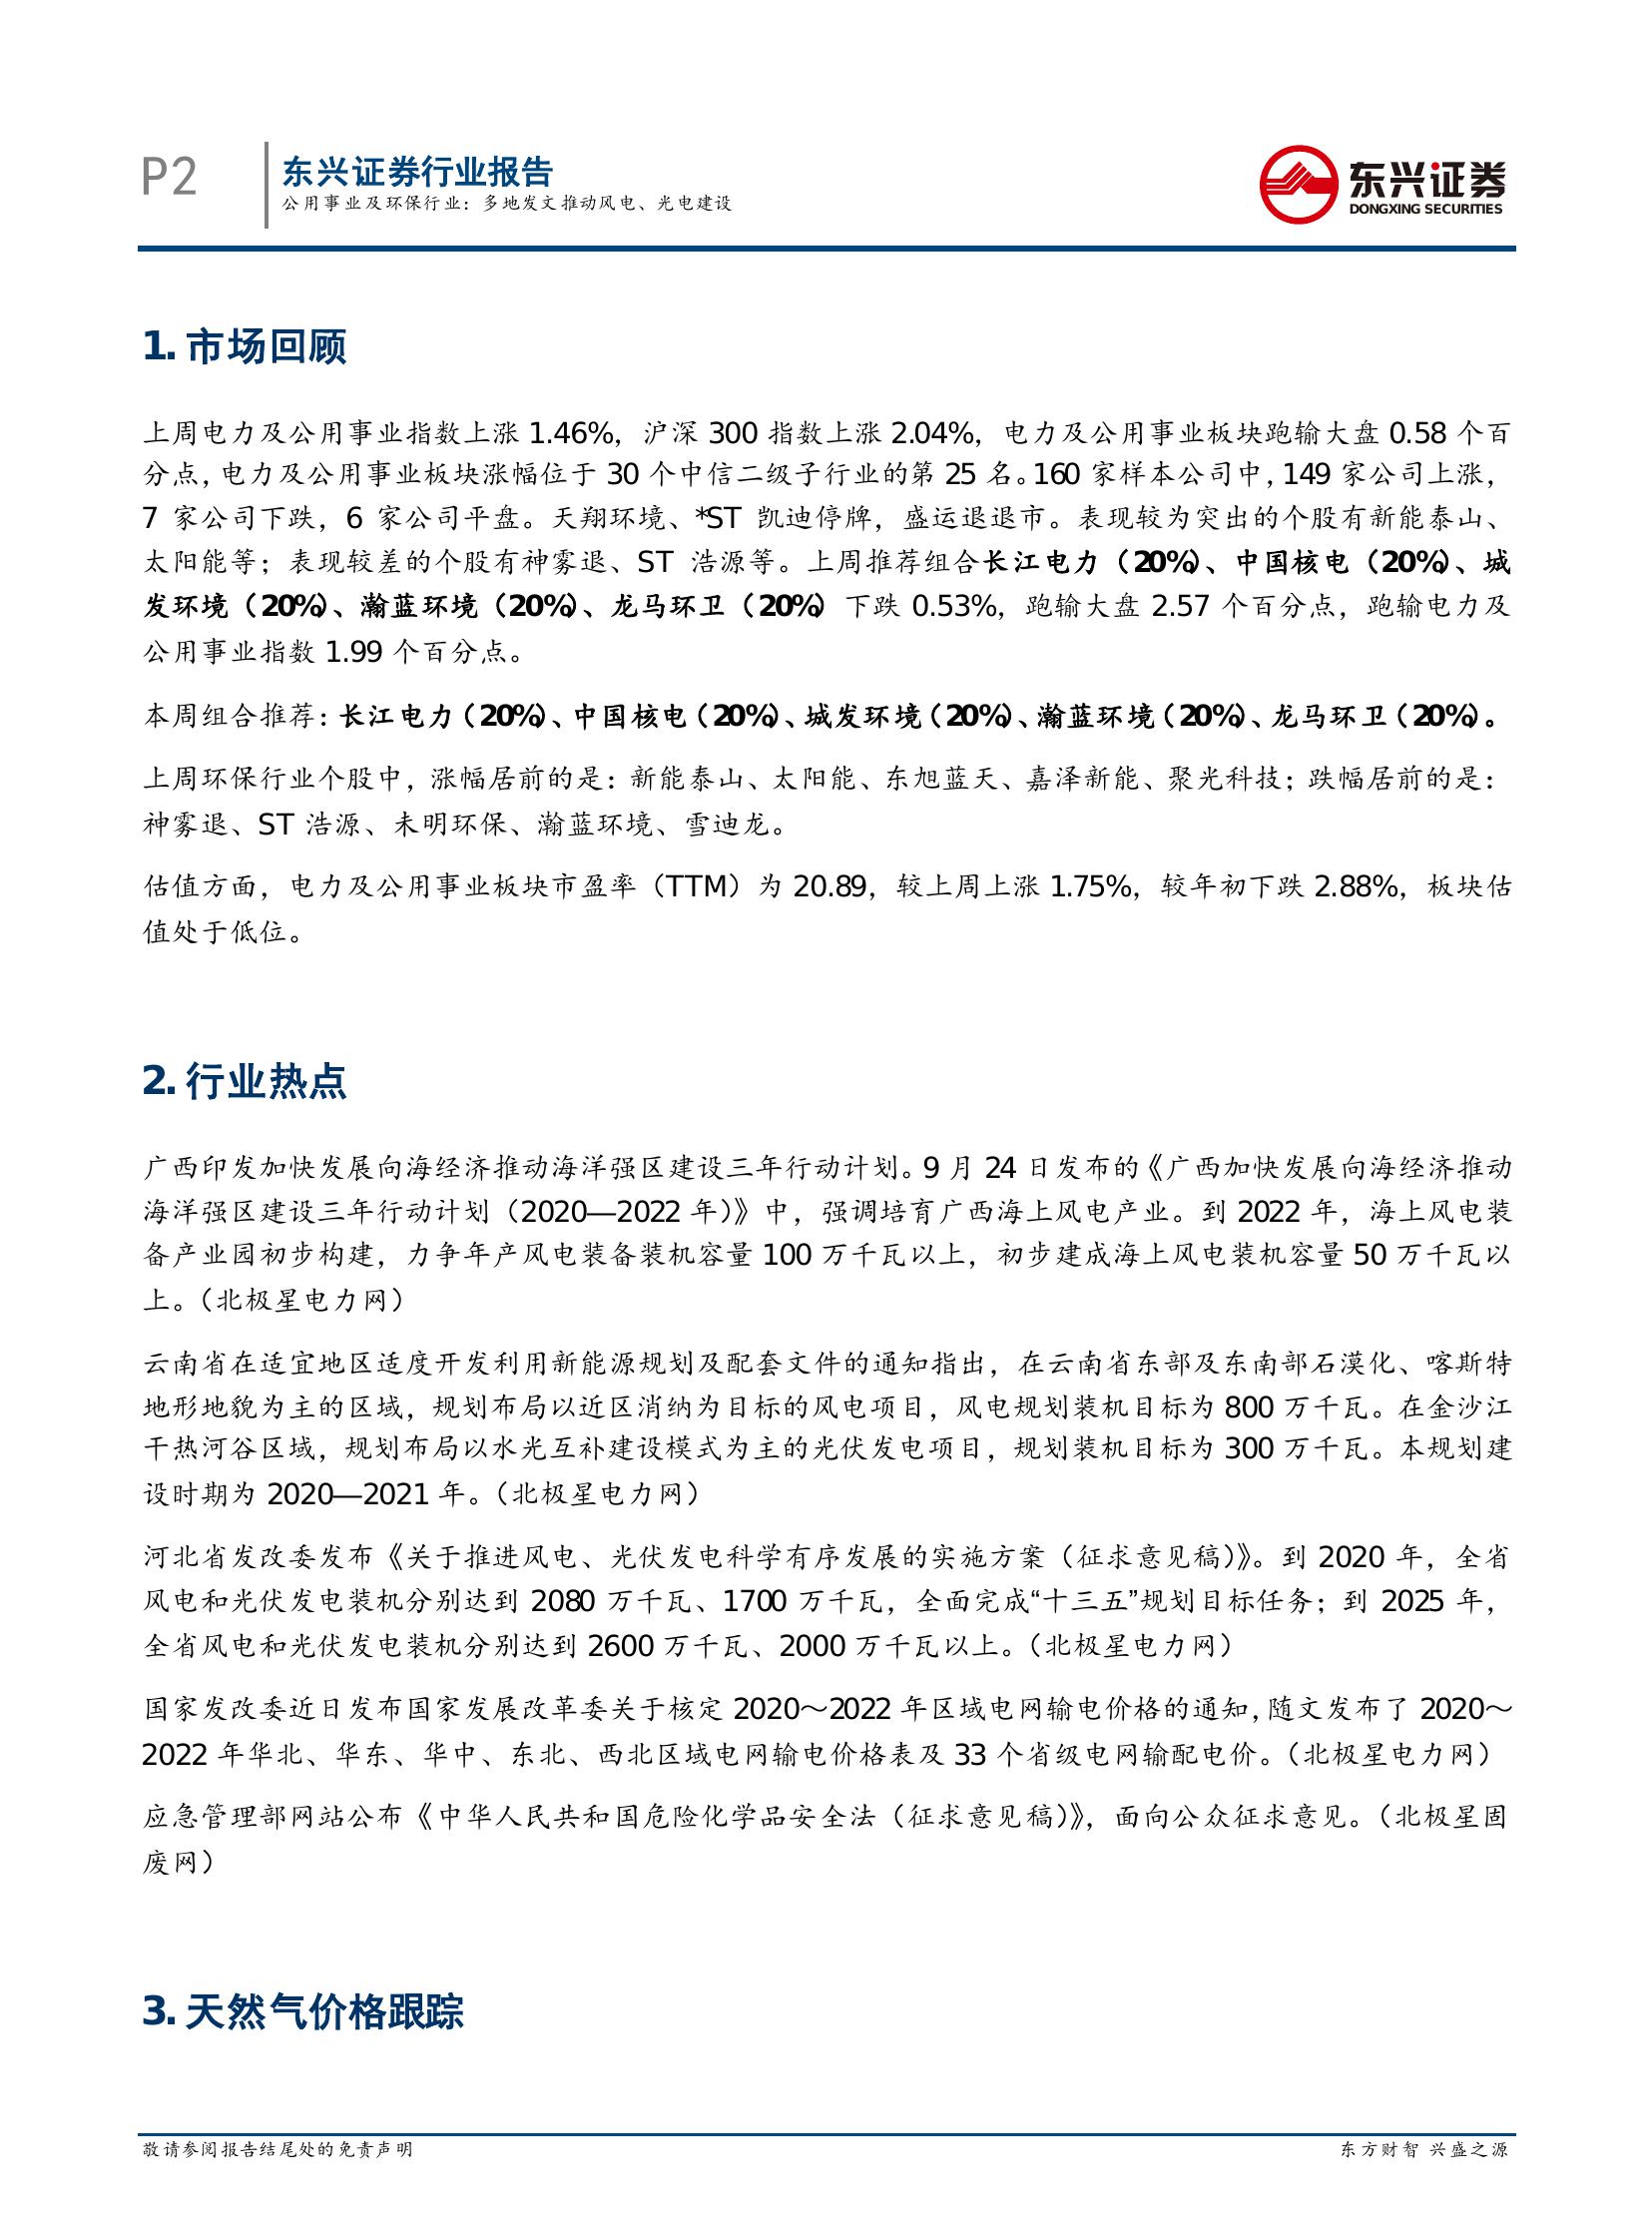 P2
东兴证券行业报告
公用事业及环保行业：多地发文推动风电、光电建设
东兴证券
DONGXING SECURITIES
1. 市场回顾
上周电力及公用事业指数上涨 1.46%，沪深 300 指数上涨 2.04%，电力及公用事业板块跑输大盘 0.58 个百
分点，电力及公用事业板块涨幅位于 30 个中信二级子行业的第 25 名。160 家样本公司中，149 家公司上涨，
7 家公司下跌，6 家公司平盘。天翔环境、*ST 凯迪停牌，盛运退退市。表现较为突出的个股有新能泰山、
太阳能等；表现较差的个股有神雾退、ST 浩源等。上周推荐组合长江电力（20%）、中国核电（20%）、城
发环境（20%）、瀚蓝环境（20%）、龙马环卫（20%）下跌 0.53%，跑输大盘 2.57 个百分点，跑输电力及
公用事业指数 1.99 个百分点。
本周组合推荐：长江电力（20%）、中国核电（20%）、城发环境（20%）、瀚蓝环境（20%）、龙马环卫（20%）。
上周环保行业个股中，涨幅居前的是：新能泰山、太阳能、东旭蓝天、嘉泽新能、聚光科技；跌幅居前的是：
神雾退、ST 浩源、未明环保、瀚蓝环境、雪迪龙。
估值方面，电力及公用事业板块市盈率（TTM）为 20.89，较上周上涨 1.75%，较年初下跌 2.88%，板块估
值处于低位。
2. 行业热点
广西印发加快发展向海经济推动海洋强区建设三年行动计划。9 月 24 日发布的《广西加快发展向海经济推动
海洋强区建设三年行动计划（2020—2022 年）》中，强调培育广西海上风电产业。到 2022 年，海上风电装
备产业园初步构建，力争年产风电装备装机容量 100 万千瓦以上，初步建成海上风电装机容量 50 万千瓦以
上。（北极星电力网）
云南省在适宜地区适度开发利用新能源规划及配套文件的通知指出，在云南省东部及东南部石漠化、喀斯特
地形地貌为主的区域，规划布局以近区消纳为目标的风电项目，风电规划装机目标为 800 万千瓦。在金沙江
干热河谷区域，规划布局以水光互补建设模式为主的光伏发电项目，规划装机目标为 300 万千瓦。本规划建
设时期为 2020—2021 年。（北极星电力网）
河北省发改委发布《关于推进风电、光伏发电科学有序发展的实施方案（征求意见稿）》。到 2020 年，全省
风电和光伏发电装机分别达到 2080 万千瓦、1700 万千瓦，全面完成“十三五”规划目标任务；到 2025 年，
全省风电和光伏发电装机分别达到 2600 万千瓦、2000 万千瓦以上。（北极星电力网）
国家发改委近日发布国家发展改革委关于核定 2020～2022 年区域电网输电价格的通知，随文发布了 2020～
2022 年华北、华东、华中、东北、西北区域电网输电价格表及 33 个省级电网输配电价。（北极星电力网）
应急管理部网站公布《中华人民共和国危险化学品安全法（征求意见稿）》，面向公众征求意见。（北极星固
废网）
3. 天然气价格跟踪
敬请参阅报告结尾处的免责声明
东方财智 兴盛之源